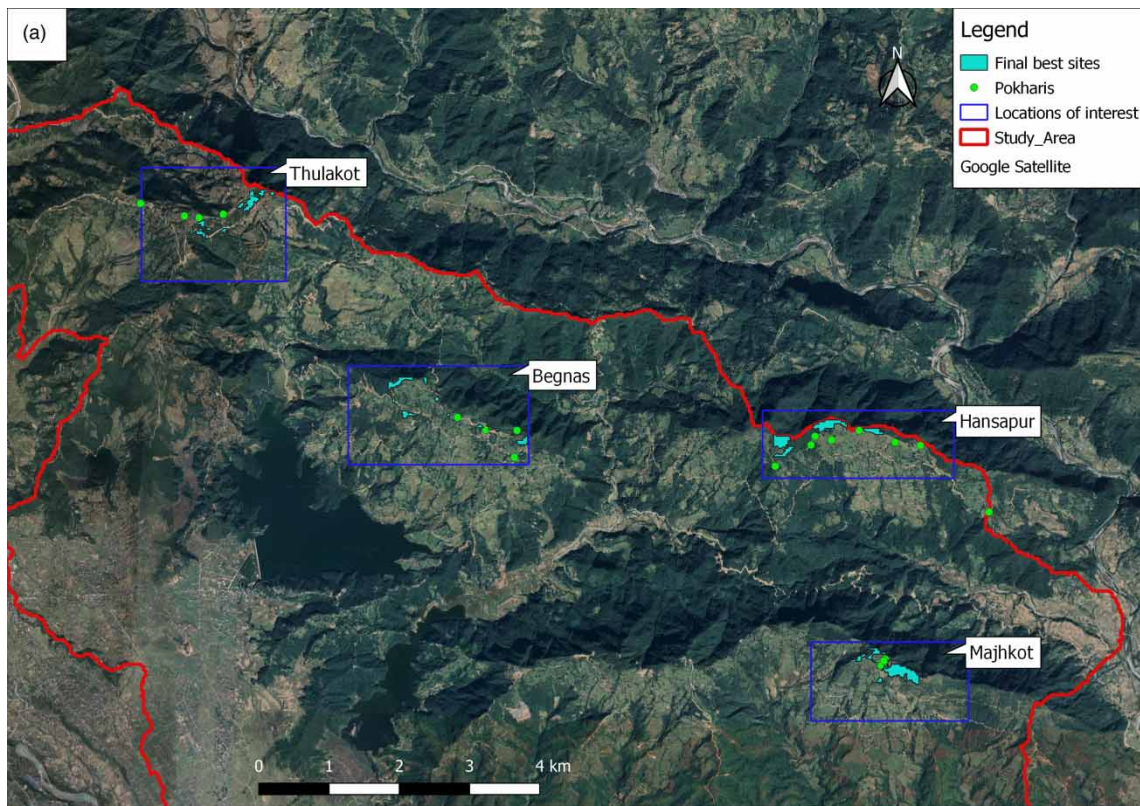 (a)
N
Legend
Final best sites
Pokharis
Locations of interest
Study_Area
Google Satellite
Thulakot
Begnas
Hansapur
Majhkot
0 1 2 3 4 km